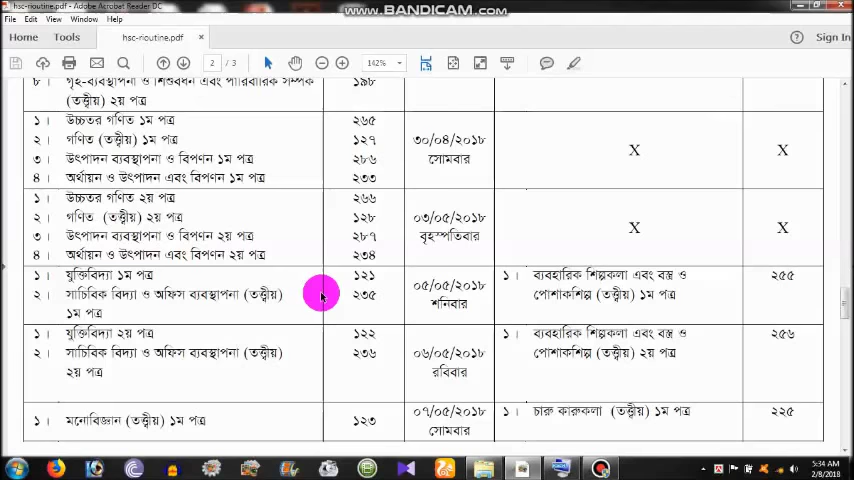 hsc-rioutine.pdf - Adobe Acrobat Reader DC
www.BANDICAM.com
File Edit View Window Help
Home Tools hsc-rioutine.pdf × Sign In
2 / 3 142%
৮। গৃহ-ব্যবস্থাপনা ও শিশুবর্ধন এবং পারিবারিক সম্পর্ক ১৯৮
(তত্ত্বীয়) ২য় পত্র
১। উচ্চতর গণিত ১ম পত্র ২৬৫
২। গণিত (তত্ত্বীয়) ১ম পত্র ১২৭ ৩০/০৪/২০১৮ X X
৩। উৎপাদন ব্যবস্থাপনা ও বিপণন ১ম পত্র ২৮৬ সোমবার
৪। অর্থায়ন ও উৎপাদন এবং বিপণন ১ম পত্র ২৩৩
১। উচ্চতর গণিত ২য় পত্র ২৬৬
২। গণিত (তত্ত্বীয়) ২য় পত্র ১২৮ ০৩/০৫/২০১৮ X X
৩। উৎপাদন ব্যবস্থাপনা ও বিপণন ২য় পত্র ২৮৭ বৃহস্পতিবার
৪। অর্থায়ন ও উৎপাদন এবং বিপণন ২য় পত্র ২৩৪
১। যুক্তিবিদ্যা ১ম পত্র ১২১ ০৫/০৫/২০১৮ ১। ব্যবহারিক শিল্পকলা এবং বস্ত্র ও ২৫৫
২। সাচিবিক বিদ্যা ও অফিস ব্যবস্থাপনা (তত্ত্বীয়) ২৩৫ শনিবার পোশাকশিল্প (তত্ত্বীয়) ১ম পত্র
১ম পত্র
১। যুক্তিবিদ্যা ২য় পত্র ১২২ ০৬/০৫/২০১৮ ১। ব্যবহারিক শিল্পকলা এবং বস্ত্র ও ২৫৬
২। সাচিবিক বিদ্যা ও অফিস ব্যবস্থাপনা (তত্ত্বীয়) ২৩৬ রবিবার পোশাকশিল্প (তত্ত্বীয়) ২য় পত্র
২য় পত্র
১। মনোবিজ্ঞান (তত্ত্বীয়) ১ম পত্র ১২৩ ০৭/০৫/২০১৮ ১। চারু কারুকলা (তত্ত্বীয়) ১ম পত্র ২২৫
সোমবার
5:34 AM
2/8/2018